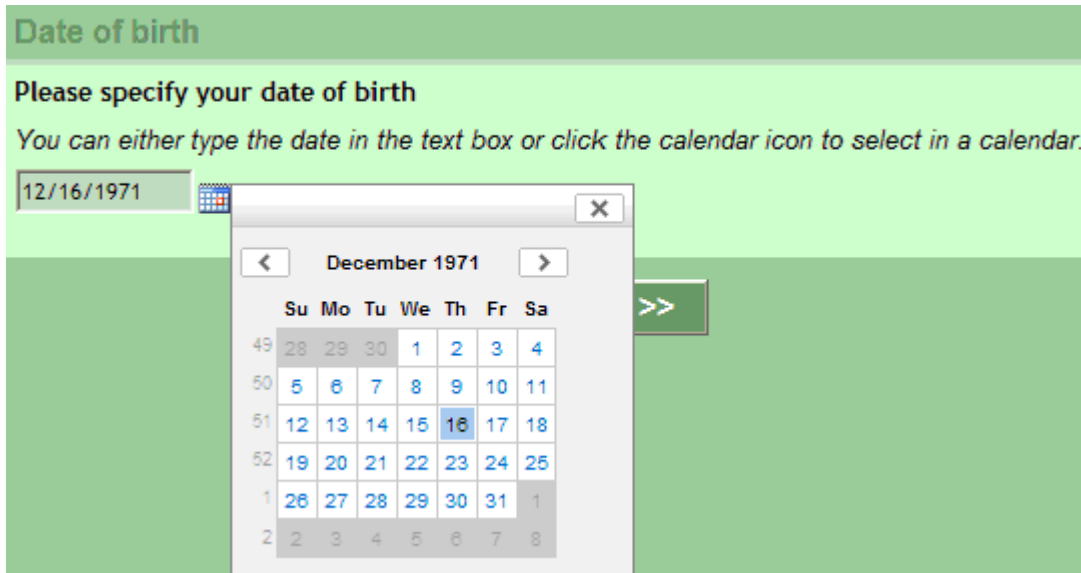 Date of birth
Please specify your date of birth
You can either type the date in the text box or click the calendar icon to select in a calendar.
12/16/1971
December 1971
Su Mo Tu We Th Fr Sa
49 28 29 30 1 2 3 4
50 5 6 7 8 9 10 11
51 12 13 14 15 16 17 18
52 19 20 21 22 23 24 25
1 26 27 28 29 30 31 1
2 2 3 4 5 6 7 8
>>